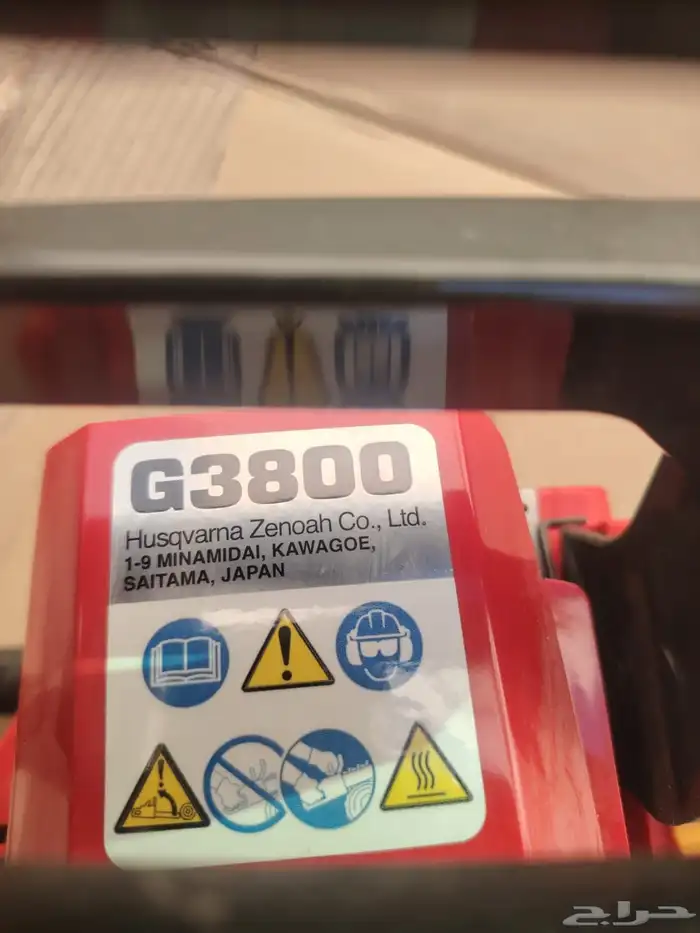 G3800
Husqvarna Zenoah Co., Ltd.
1-9 MINAMIDAI, KAWAGOE,
SAITAMA, JAPAN
حراج